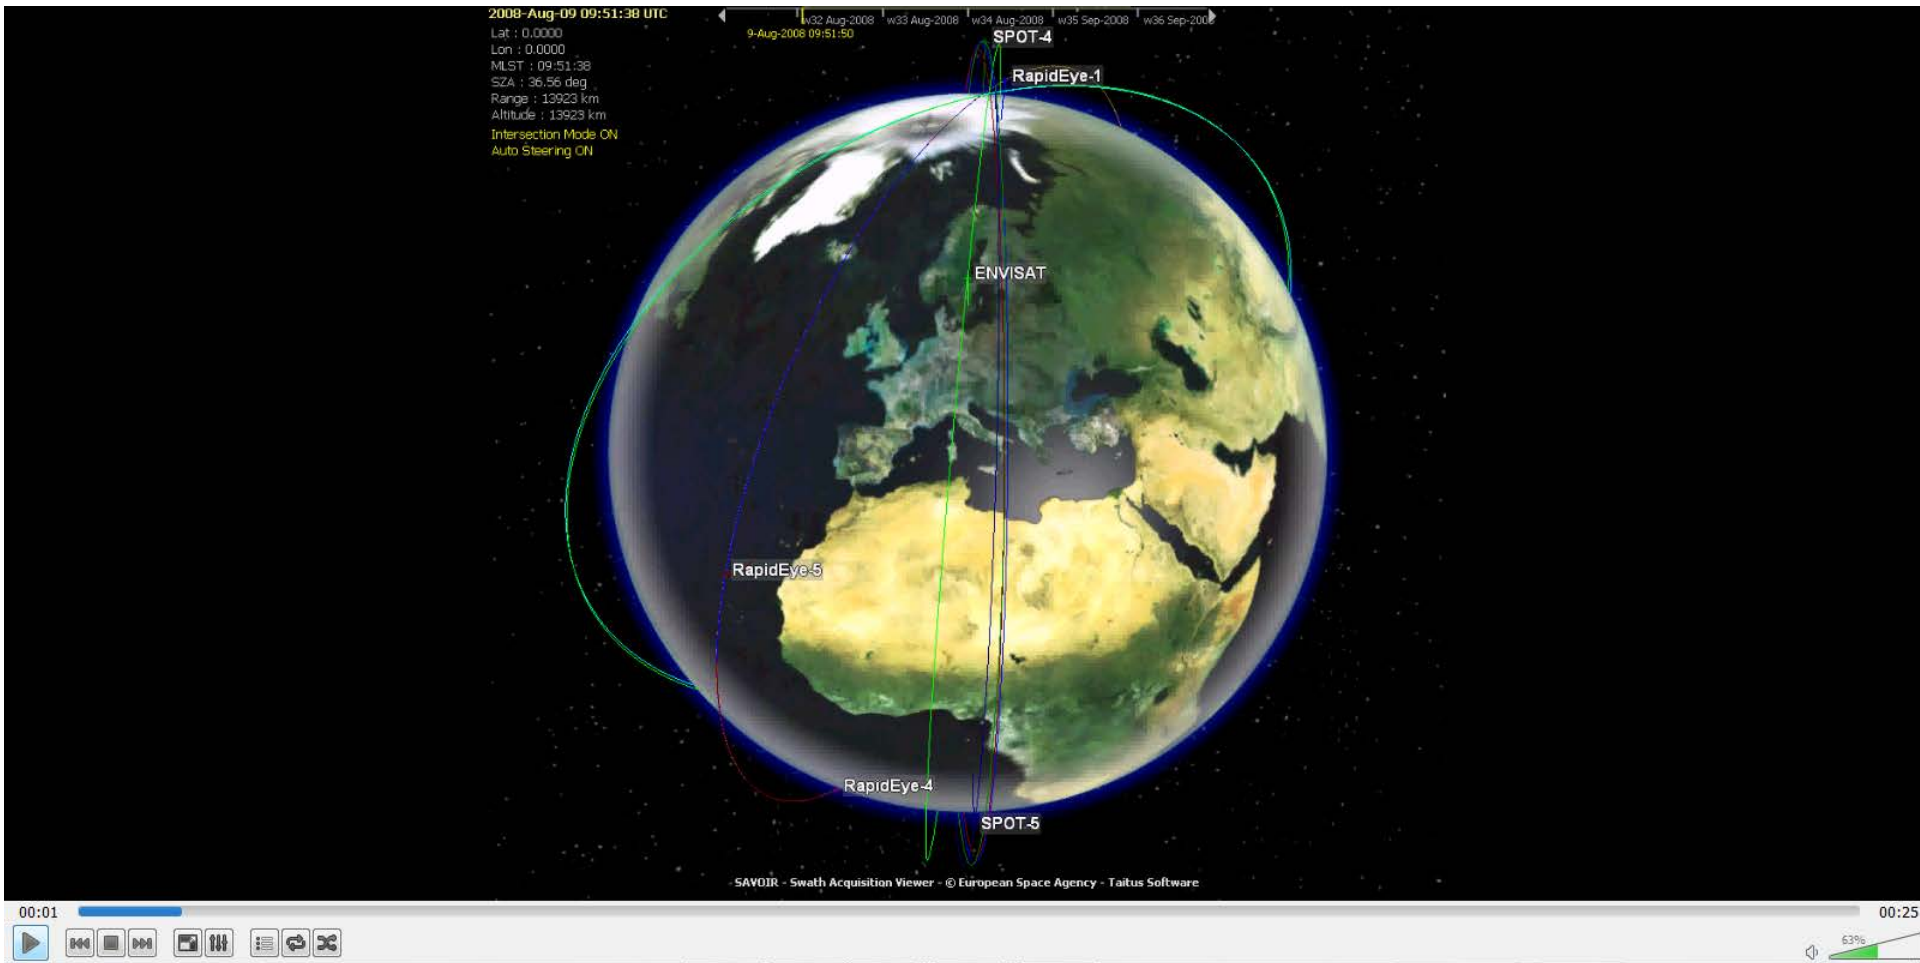 2008-Aug-09 09:51:38 UTC
w32 Aug-2008 w33 Aug-2008 w34 Aug-2008 w35 Sep-2008 w36 Sep-2008
9-Aug-2008 09:51:50
Lat : 0.0000
Lon : 0.0000
MLST : 09:51:38
SZA : 36.56 deg
Range : 13923 km
Altitude : 13923 km
Intersection Mode ON
Auto Steering ON
SPOT-4
RapidEye-1
ENVISAT
RapidEye-5
RapidEye-4
SPOT-5
SAVOIR - Swath Acquisition Viewer - © European Space Agency - Taitus Software
00:01
00:25
63%